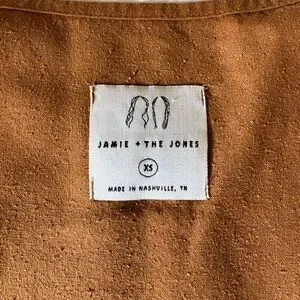 JAMIE + THE JONES
XS
MADE IN NASHVILLE, TN